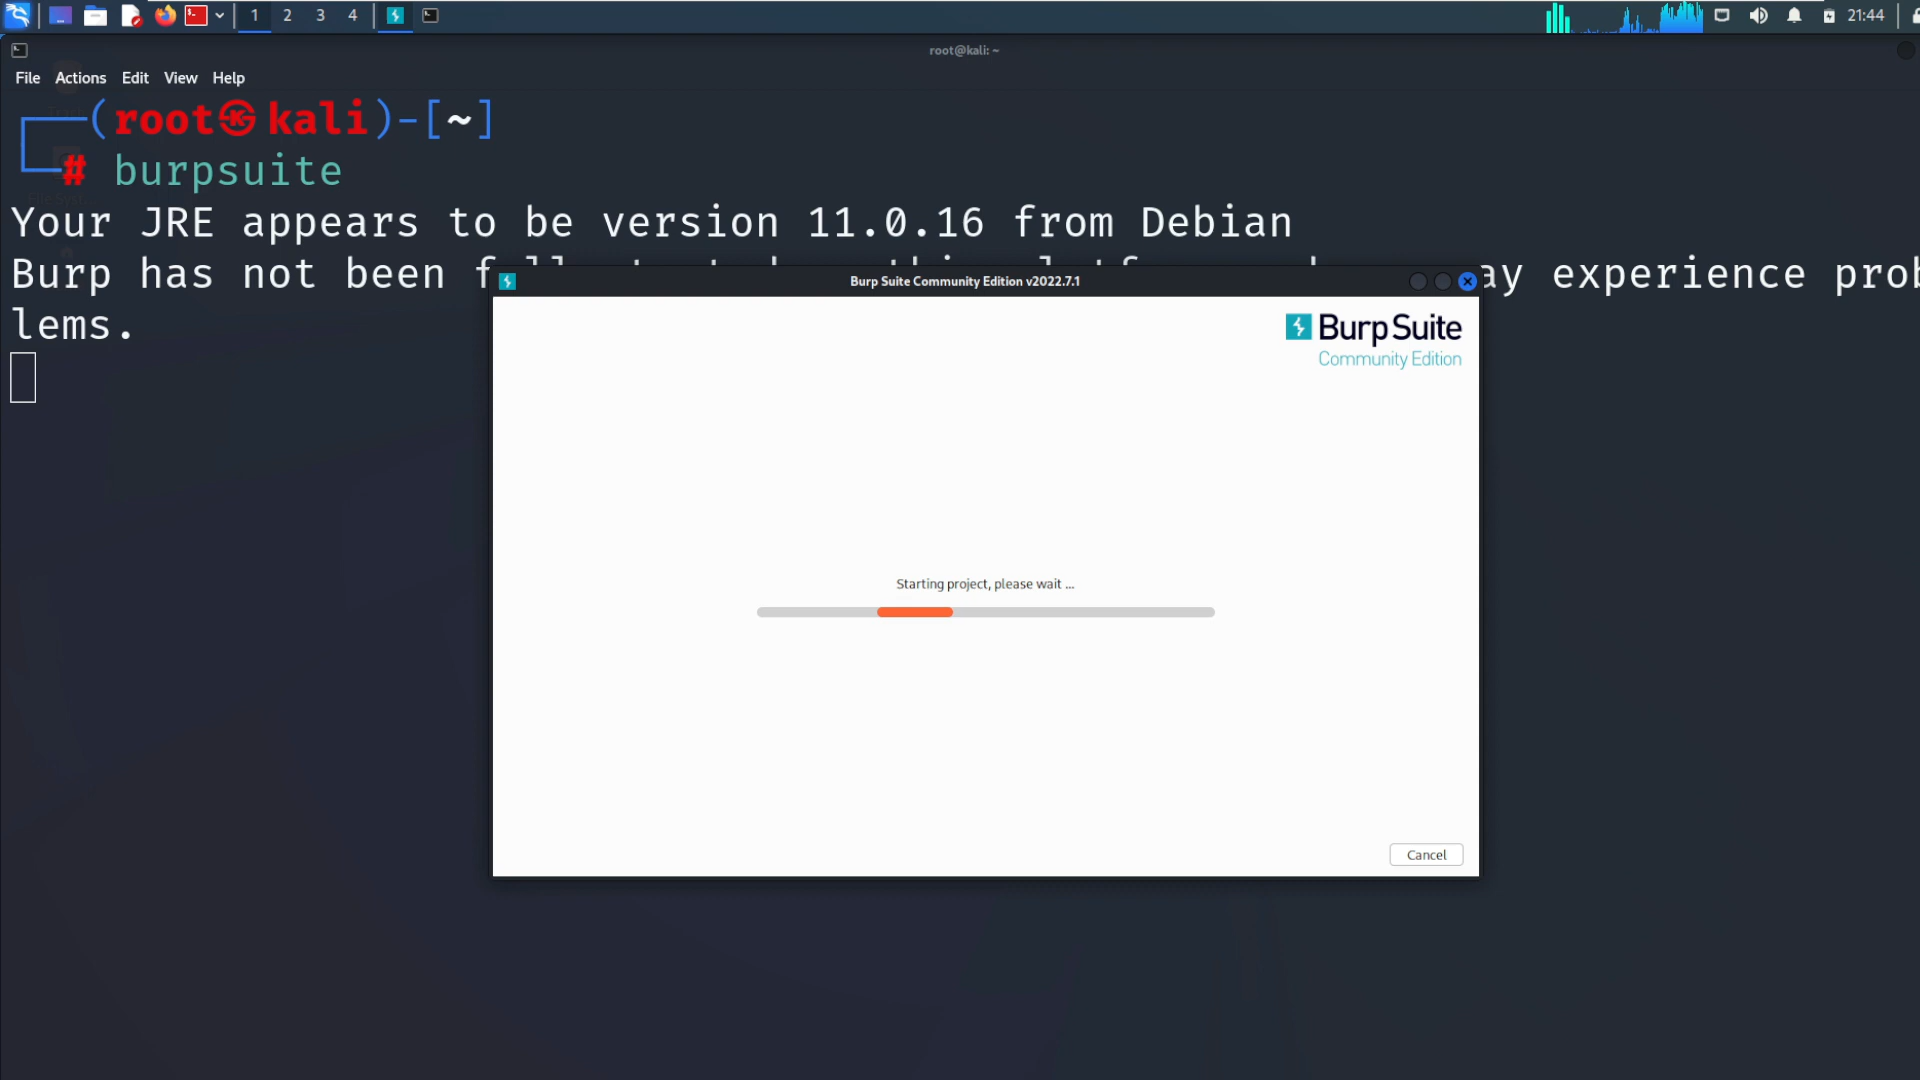 1 2 3 4 21:44
root@kali: ~
File Actions Edit View Help
(root㉿kali)-[~]
# burpsuite
Your JRE appears to be version 11.0.16 from Debian
Burp has not been ay experience prob
lems.
Burp Suite Community Edition v2022.7.1
Burp Suite
Community Edition
Starting project, please wait ...
Cancel